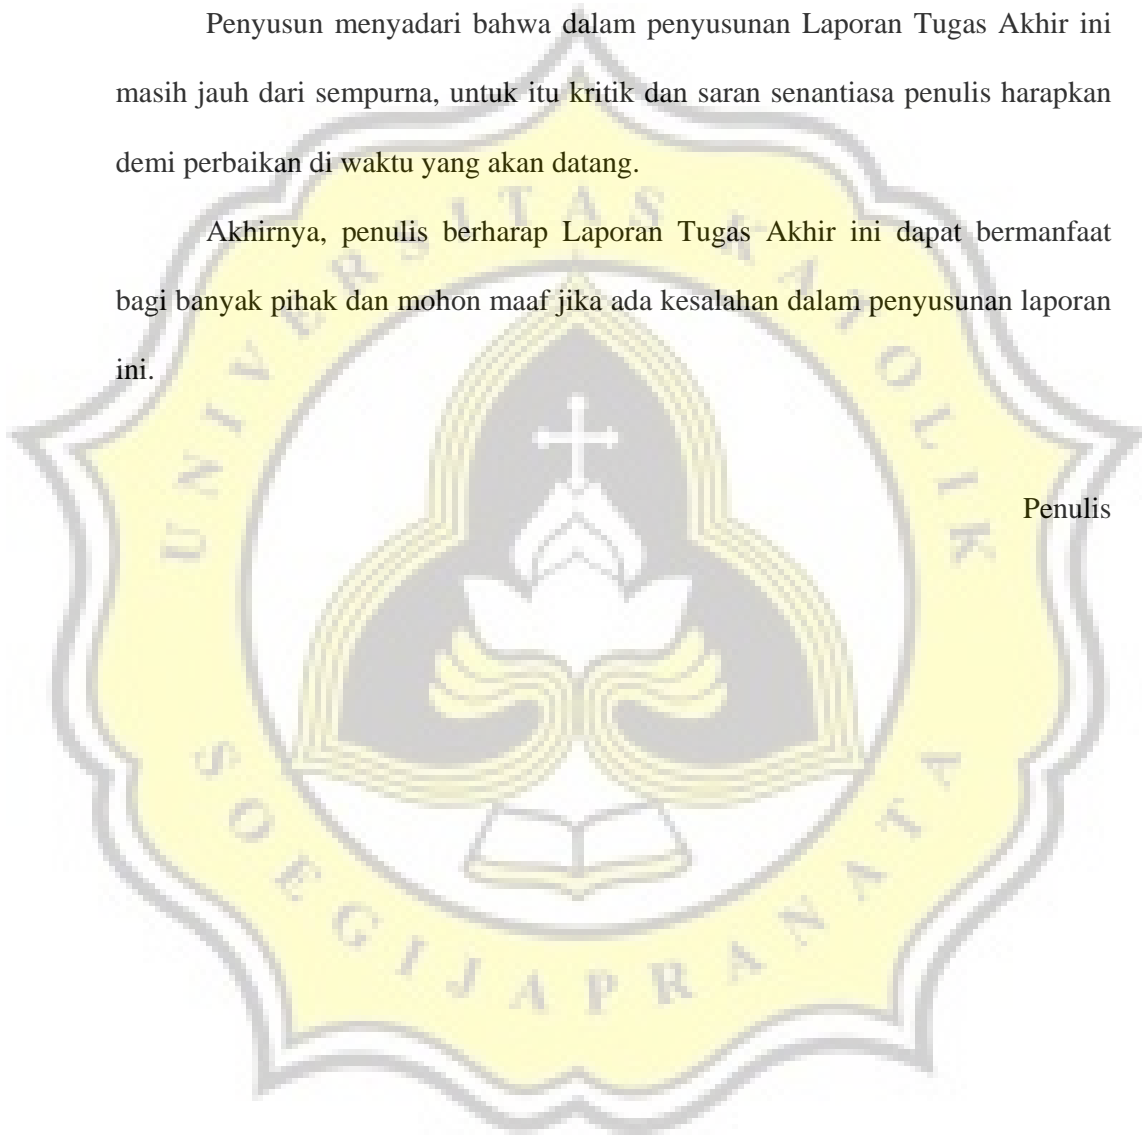 Penyusun menyadari bahwa dalam penyusunan Laporan Tugas Akhir ini
masih jauh dari sempurna, untuk itu kritik dan saran senantiasa penulis harapkan
demi perbaikan di waktu yang akan datang.
Akhirnya, penulis berharap Laporan Tugas Akhir ini dapat bermanfaat
bagi banyak pihak dan mohon maaf jika ada kesalahan dalam penyusunan laporan
ini.
Penulis
UNIVERSITAS KATOLIK
SOEGIJAPRANATA